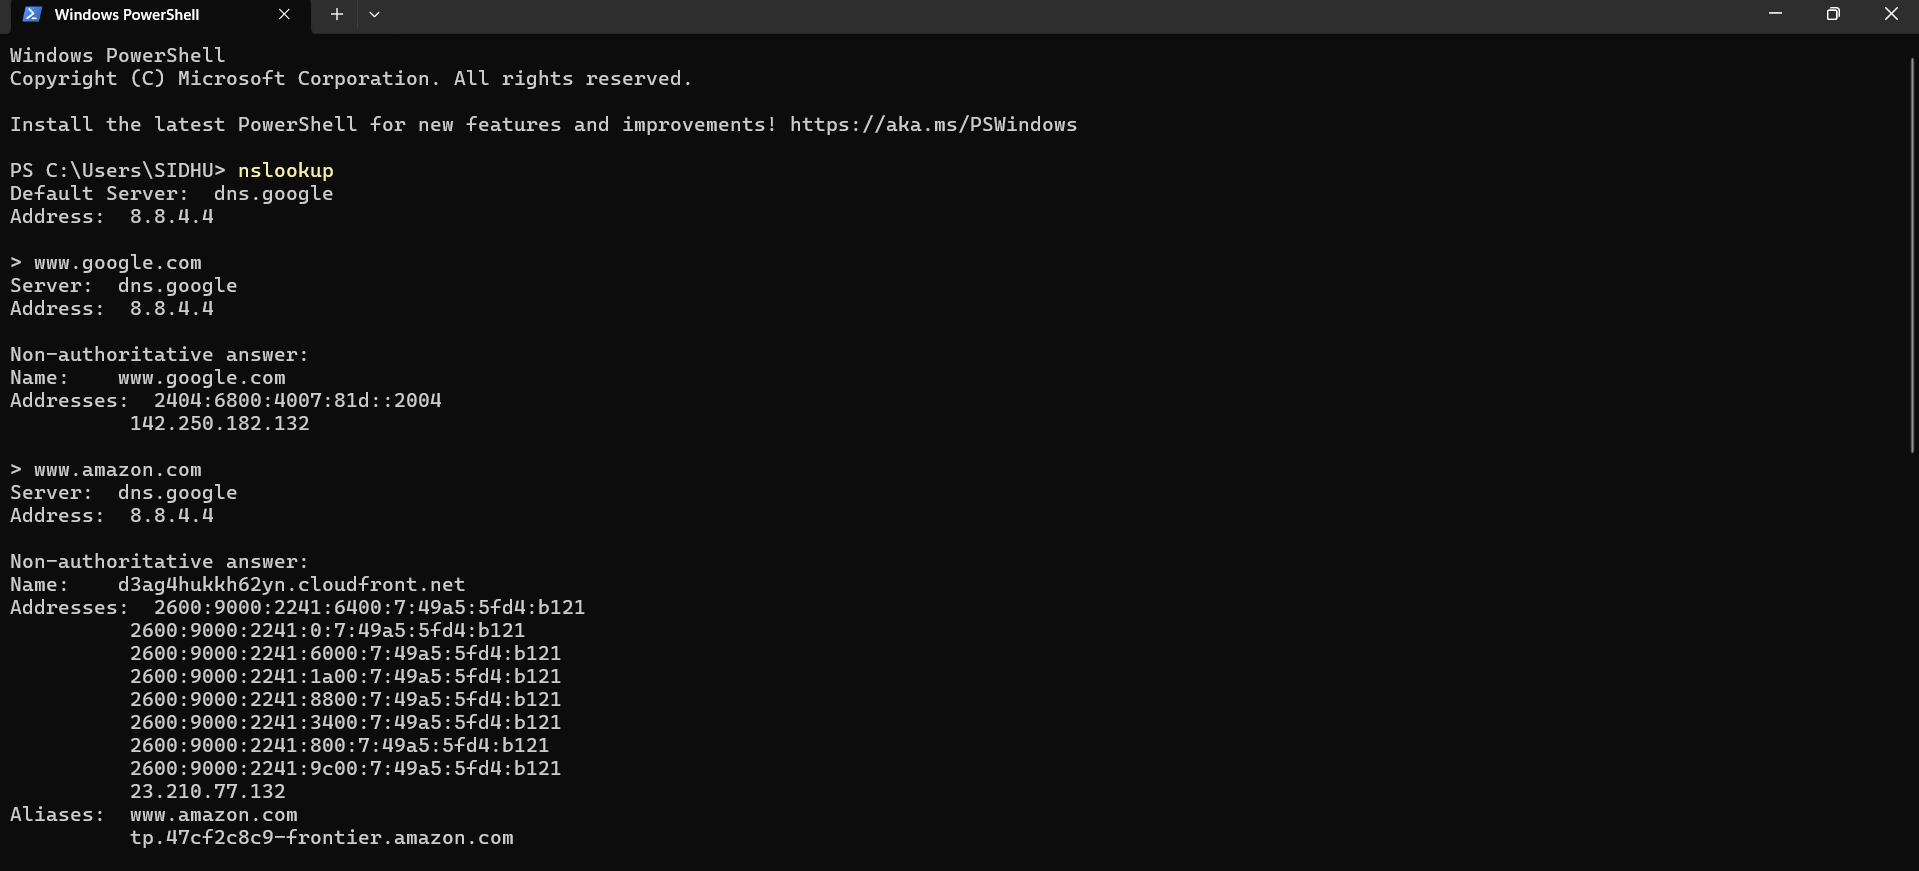 Windows PowerShell
Windows PowerShell
Copyright (C) Microsoft Corporation. All rights reserved.
Install the latest PowerShell for new features and improvements! https://aka.ms/PSWindows
PS C:\Users\SIDHU> nslookup
Default Server:  dns.google
Address:  8.8.4.4
> www.google.com
Server:  dns.google
Address:  8.8.4.4
Non-authoritative answer:
Name:    www.google.com
Addresses:  2404:6800:4007:81d::2004
142.250.182.132
> www.amazon.com
Server:  dns.google
Address:  8.8.4.4
Non-authoritative answer:
Name:    d3ag4hukkh62yn.cloudfront.net
Addresses:  2600:9000:2241:6400:7:49a5:5fd4:b121
2600:9000:2241:0:7:49a5:5fd4:b121
2600:9000:2241:6000:7:49a5:5fd4:b121
2600:9000:2241:1a00:7:49a5:5fd4:b121
2600:9000:2241:8800:7:49a5:5fd4:b121
2600:9000:2241:3400:7:49a5:5fd4:b121
2600:9000:2241:800:7:49a5:5fd4:b121
2600:9000:2241:9c00:7:49a5:5fd4:b121
23.210.77.132
Aliases:  www.amazon.com
tp.47cf2c8c9-frontier.amazon.com